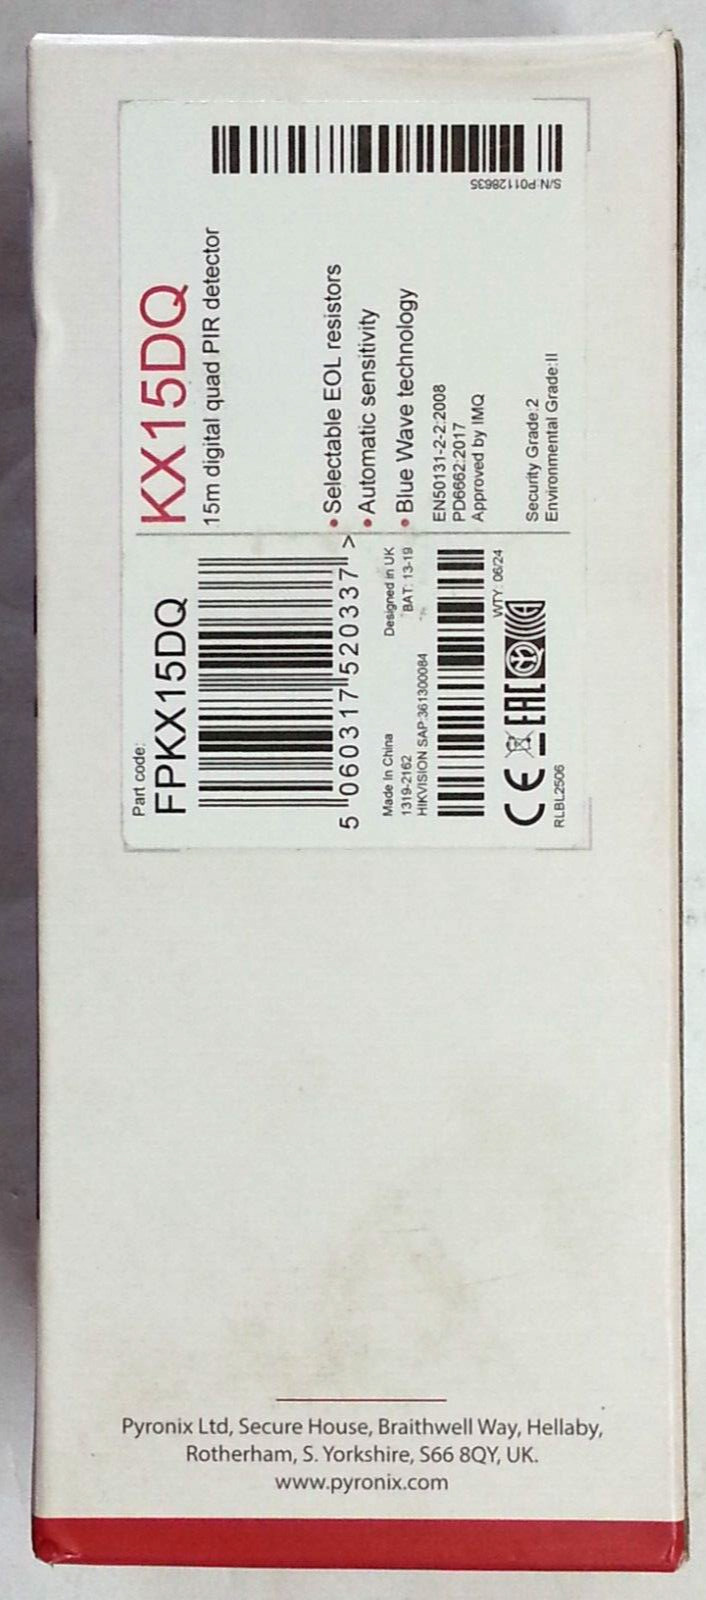 Part code:
FPKX15DQ
5 060317 520337 >
Made In China
Designed in UK
1319-2162
BAT: 13-19
HIKVISION SAP:361300084
WTY: 06/24
CE EAC
RLBL2506
KX15DQ
15m digital quad PIR detector
• Selectable EOL resistors
• Automatic sensitivity
• Blue Wave technology
EN50131-2-2:2008
PD6662:2017
Approved by IMQ
Security Grade:2
Environmental Grade:II
S/N:P01128635
Pyronix Ltd, Secure House, Braithwell Way, Hellaby,
Rotherham, S. Yorkshire, S66 8QY, UK.
www.pyronix.com